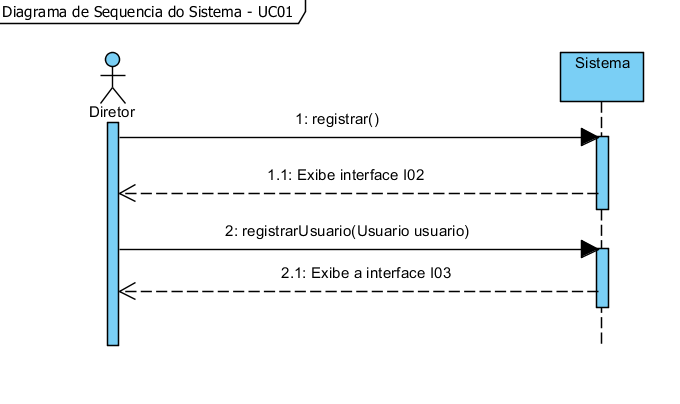 Diagrama de Sequencia do Sistema - UC01
Diretor
Sistema
1: registrar()
1.1: Exibe interface I02
2: registrarUsuario(Usuario usuario)
2.1: Exibe a interface I03